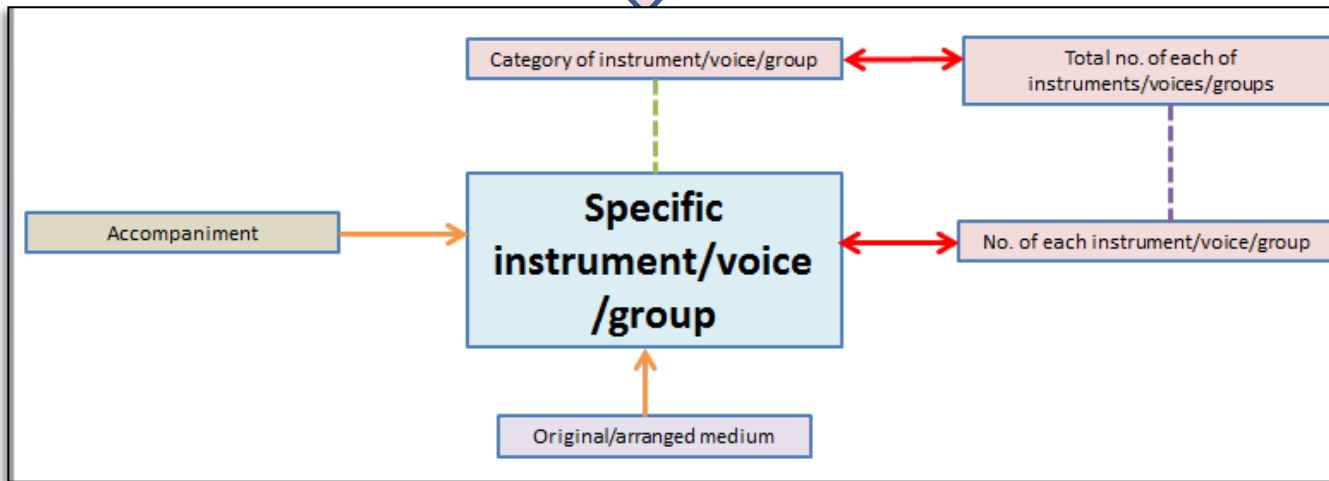 Category of instrument/voice/group
Total no. of each of
instruments/voices/groups
Accompaniment
Specific
instrument/voice
/group
No. of each instrument/voice/group
Original/arranged medium